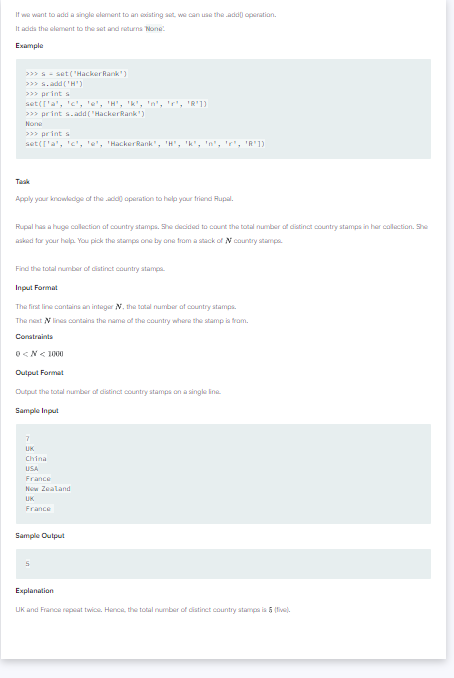 If we want to add a single element to an existing set, we can use the .add() operation.
It adds the element to the set and returns 'None'.
Example
>>> s = set('HackerRank')
>>> s.add('H')
>>> print s
set(['a', 'c', 'e', 'H', 'k', 'n', 'r', 'R'])
>>> print s.add('HackerRank')
None
>>> print s
set(['a', 'c', 'e', 'HackerRank', 'H', 'k', 'n', 'r', 'R'])
Task
Apply your knowledge of the .add() operation to help your friend Rupal.
Rupal has a huge collection of country stamps. She decided to count the total number of distinct country stamps in her collection. She
asked for your help. You pick the stamps one by one from a stack of N country stamps.
Find the total number of distinct country stamps.
Input Format
The first line contains an integer N, the total number of country stamps.
The next N lines contains the name of the country where the stamp is from.
Constraints
0 < N < 1000
Output Format
Output the total number of distinct country stamps on a single line.
Sample Input
7
UK
China
USA
France
New Zealand
UK
France
Sample Output
5
Explanation
UK and France repeat twice. Hence, the total number of distinct country stamps is 5 (five).